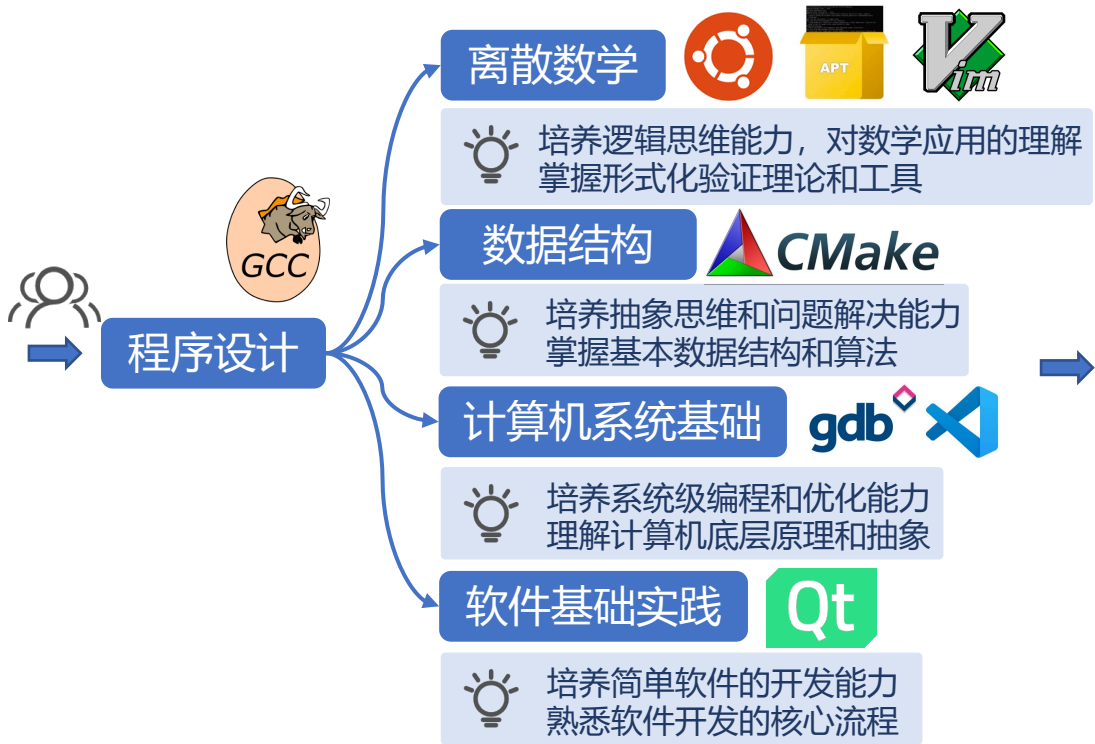 离散数学
APT
Vim
培养逻辑思维能力，对数学应用的理解
掌握形式化验证理论和工具
GCC
程序设计
数据结构
CMake
培养抽象思维和问题解决能力
掌握基本数据结构和算法
计算机系统基础
gdb
培养系统级编程和优化能力
理解计算机底层原理和抽象
软件基础实践
Qt
培养简单软件的开发能力
熟悉软件开发的核心流程